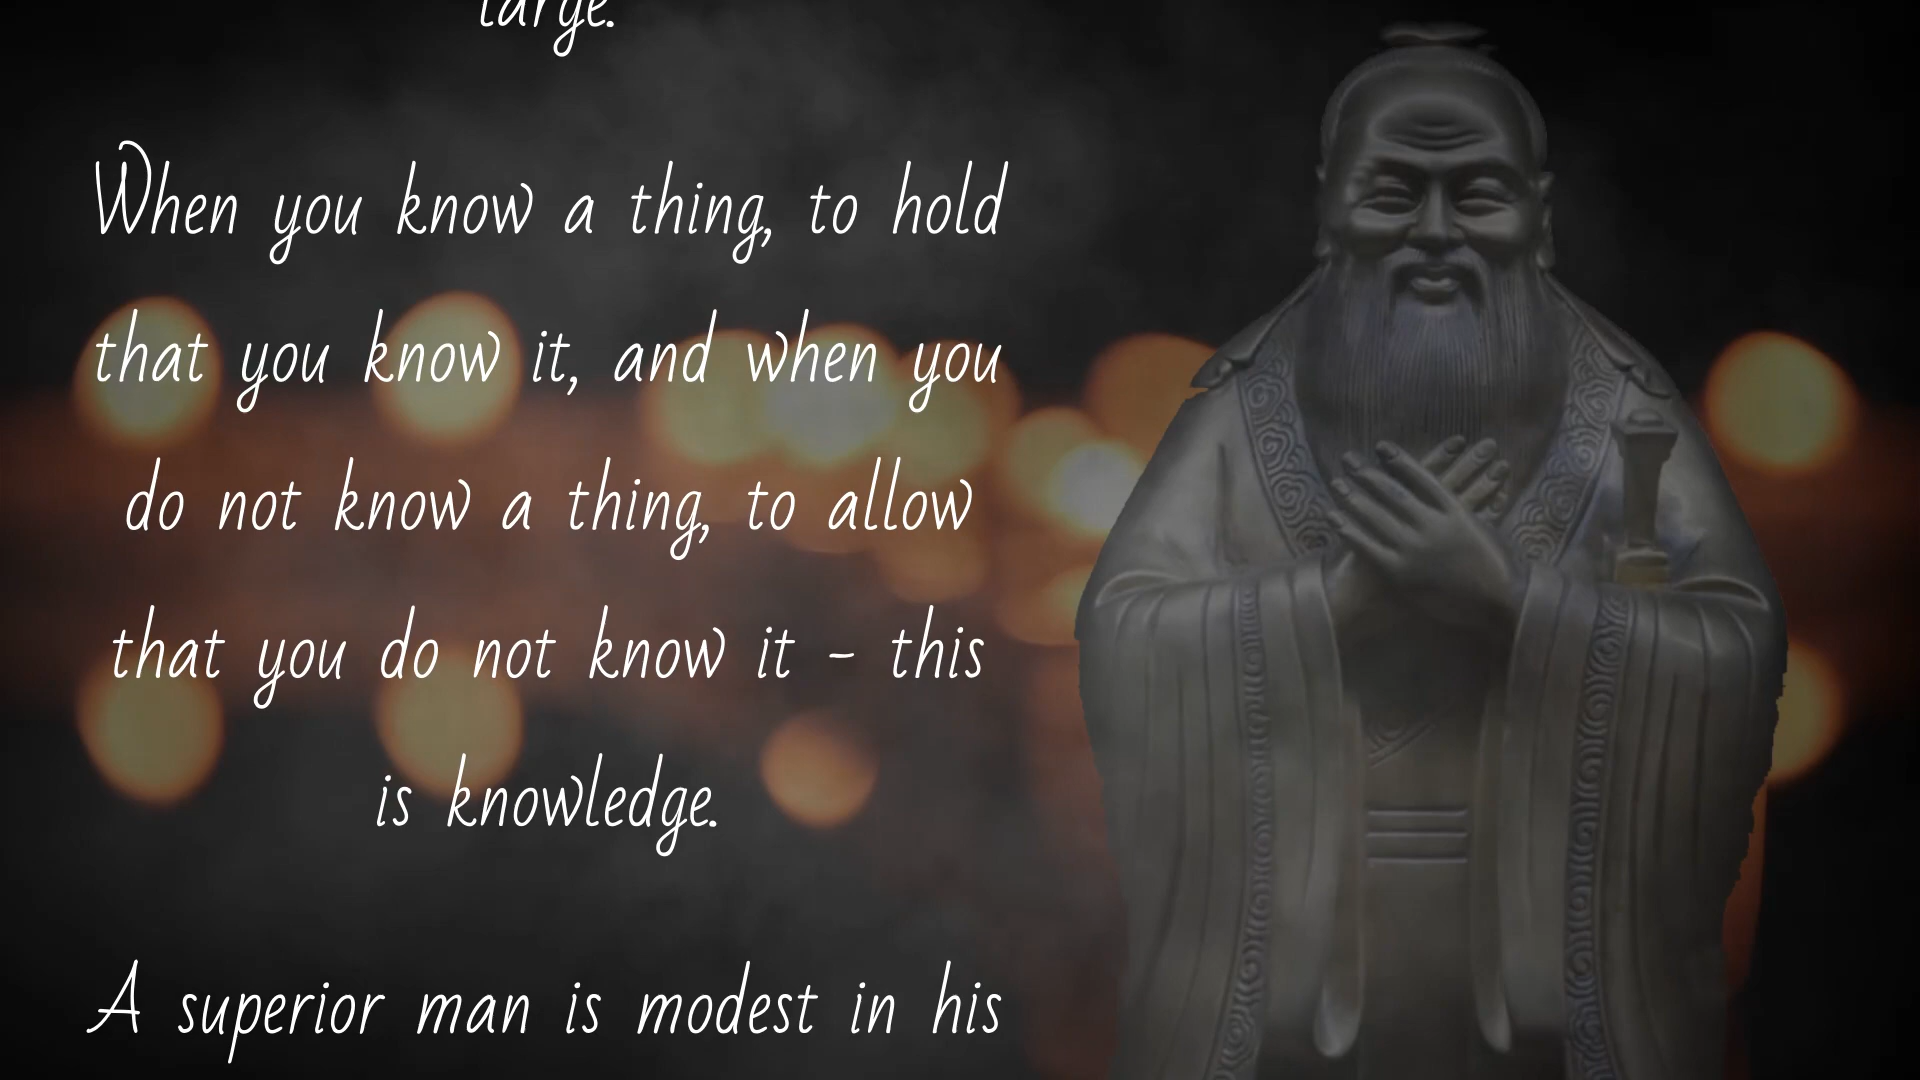 large.
When you know a thing, to hold
that you know it, and when you
do not know a thing, to allow
that you do not know it - this
is knowledge.
A superior man is modest in his